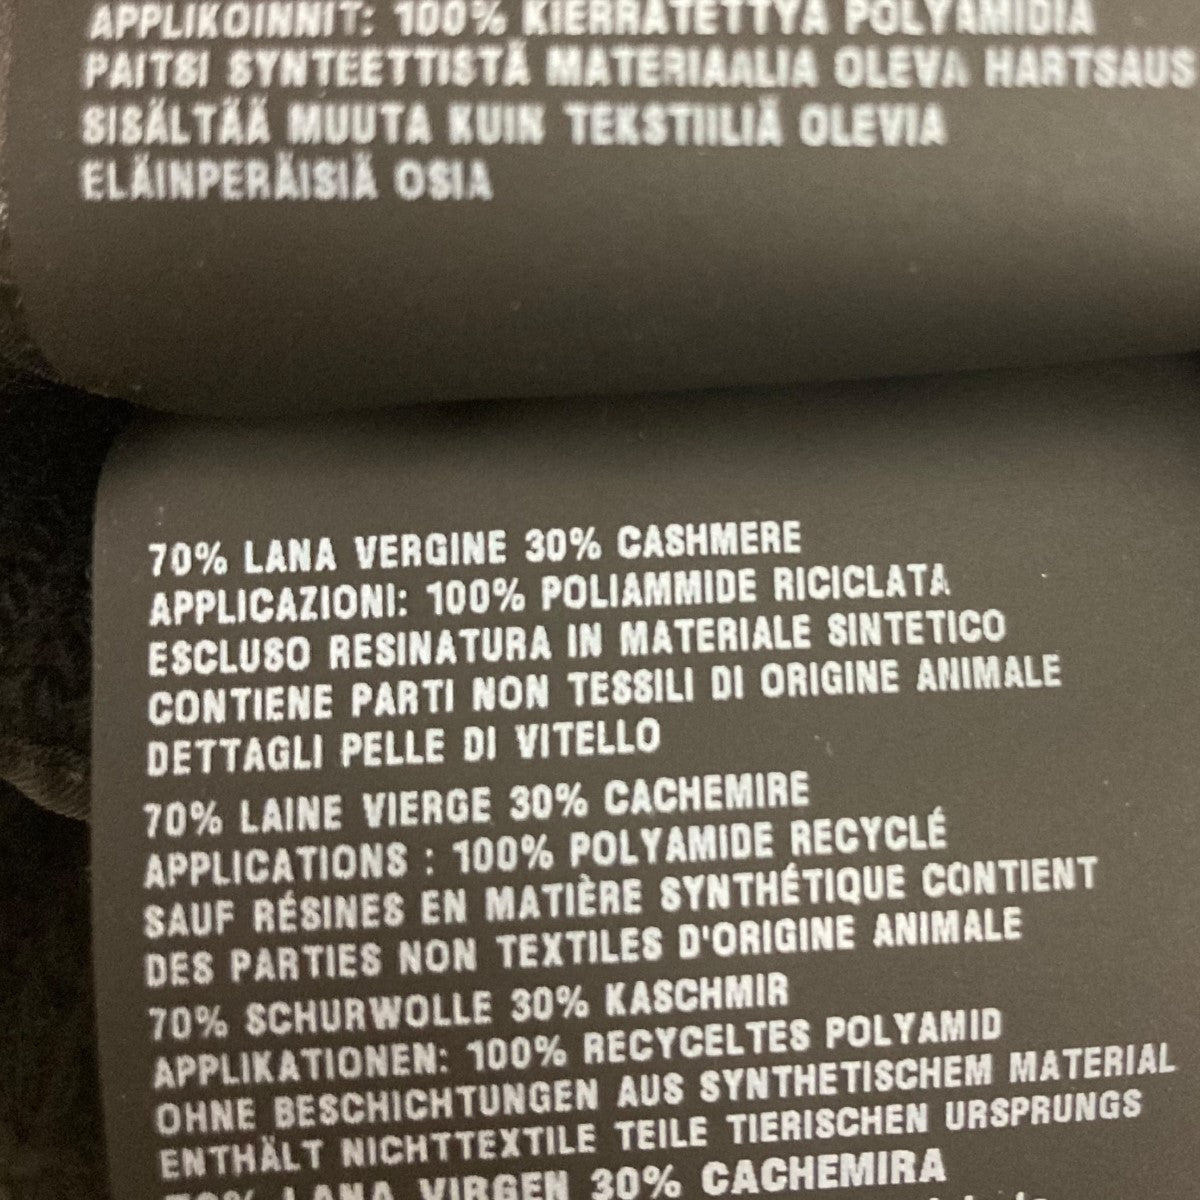 APPLIKOINNIT: 100% KIERRÄTETTYÄ POLYAMIDIA
PAITSI SYNTEETTISTÄ MATERIAALIA OLEVA HARTSAUS
SISÄLTÄÄ MUUTA KUIN TEKSTIILIÄ OLEVIA
ELÄINPERÄISIÄ OSIA
70% LANA VERGINE 30% CASHMERE
APPLICAZIONI: 100% POLIAMMIDE RICICLATA
ESCLUSO RESINATURA IN MATERIALE SINTETICO
CONTIENE PARTI NON TESSILI DI ORIGINE ANIMALE
DETTAGLI PELLE DI VITELLO
70% LAINE VIERGE 30% CACHEMIRE
APPLICATIONS : 100% POLYAMIDE RECYCLÉ
SAUF RÉSINES EN MATIÈRE SYNTHÉTIQUE CONTIENT
DES PARTIES NON TEXTILES D'ORIGINE ANIMALE
70% SCHURWOLLE 30% KASCHMIR
APPLIKATIONEN: 100% RECYCELTES POLYAMID
OHNE BESCHICHTUNGEN AUS SYNTHETISCHEM MATERIAL
ENTHÄLT NICHTTEXTILE TEILE TIERISCHEN URSPRUNGS
70% LANA VIRGEN 30% CACHEMIRA